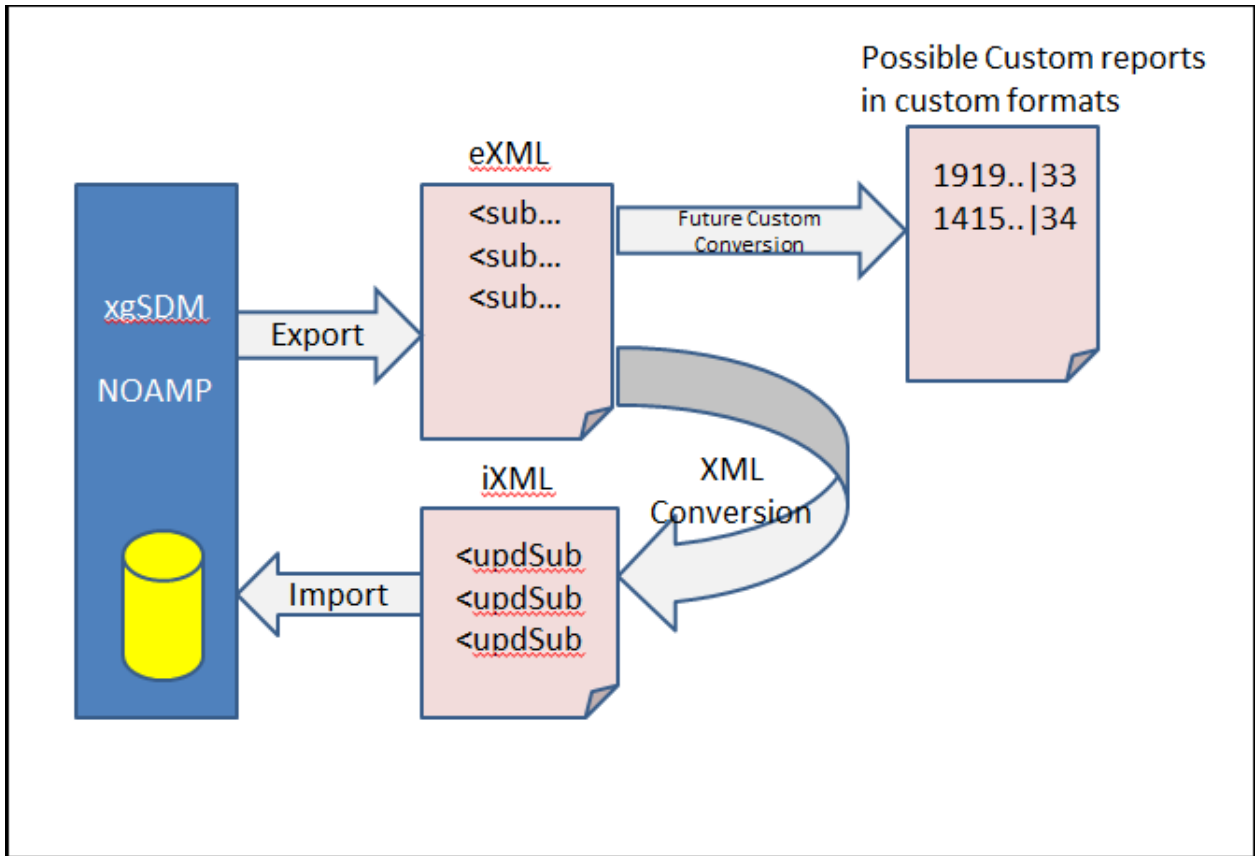 Possible Custom reports
in custom formats
eXML
<sub...
<sub...
<sub...
Future Custom
Conversion
1919..|33
1415..|34
xgSDM
NOAMP
Export
XML
Conversion
iXML
<updSub
<updSub
<updSub
Import